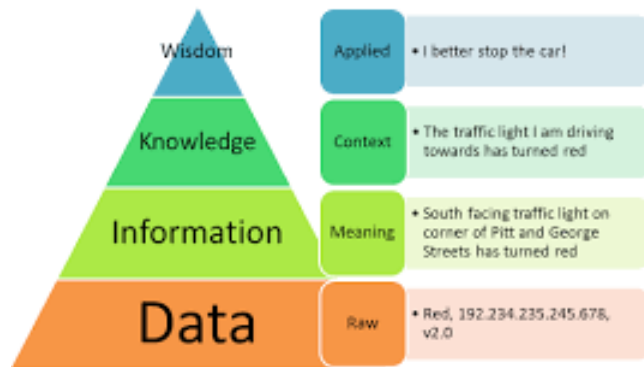 Wisdom
Applied
• I better stop the car!
Knowledge
Context
• The traffic light I am driving
towards has turned red
Information
Meaning
• South facing traffic light on
corner of Pitt and George
Streets has turned red
Data
Raw
• Red, 192.234.235.245.678,
v2.0